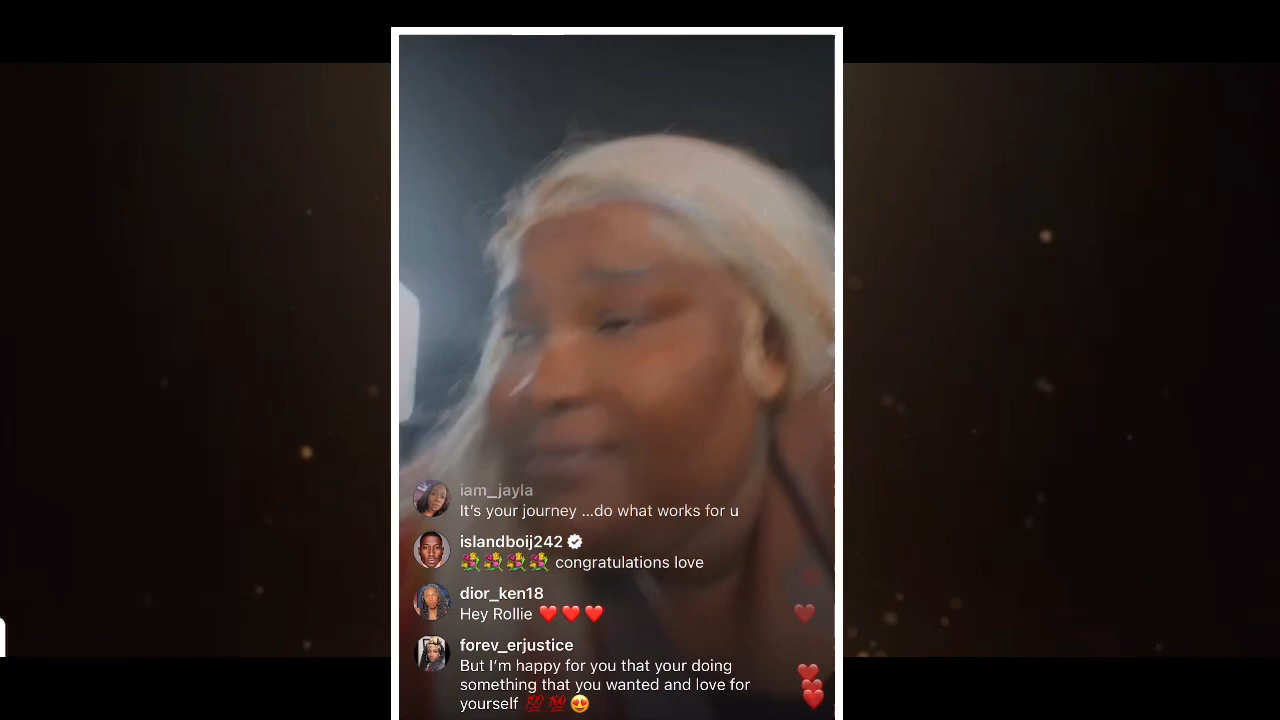 iam_jayla
It's your journey ...do what works for u
islandboij242
💐💐💐💐 congratulations love
dior_ken18
Hey Rollie ❤️❤️❤️
forev_erjustice
But I'm happy for you that your doing
something that you wanted and love for
yourself 💯💯😍